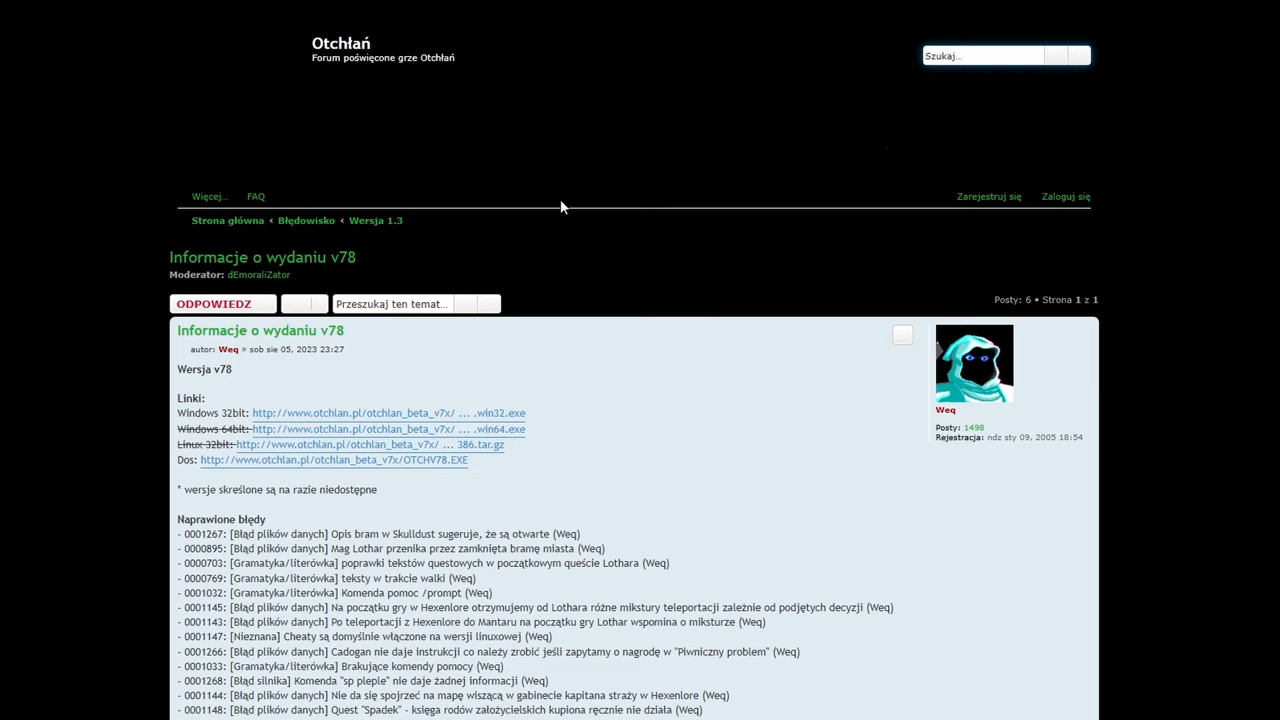 Otchłań
Forum poświęcone grze Otchłań
Szukaj…
Więcej…
FAQ
Zarejestruj się
Zaloguj się
Strona główna ‹ Błędowisko ‹ Wersja 1.3
Informacje o wydaniu v78
Moderator: dEmoraliZator
ODPOWIEDZ
Przeszukaj ten temat…
Posty: 6 • Strona 1 z 1
Informacje o wydaniu v78
autor: Weq » sob sie 05, 2023 23:27
Wersja v78
Linki:
Windows 32bit: http://www.otchlan.pl/otchlan_beta_v7x/ ... .win32.exe
Windows 64bit: http://www.otchlan.pl/otchlan_beta_v7x/ ... .win64.exe
Linux 32bit: http://www.otchlan.pl/otchlan_beta_v7x/ ... 386.tar.gz
Dos: http://www.otchlan.pl/otchlan_beta_v7x/OTCHV78.EXE
* wersje skreślone są na razie niedostępne
Naprawione błędy
- 0001267: [Błąd plików danych] Opis bram w Skulldust sugeruje, że są otwarte (Weq)
- 0000895: [Błąd plików danych] Mag Lothar przenika przez zamknięta bramę miasta (Weq)
- 0000703: [Gramatyka/literówka] poprawki tekstów questowych w początkowym queście Lothara (Weq)
- 0000769: [Gramatyka/literówka] teksty w trakcie walki (Weq)
- 0001032: [Gramatyka/literówka] Komenda pomoc /prompt (Weq)
- 0001145: [Błąd plików danych] Na początku gry w Hexenlore otrzymujemy od Lothara różne mikstury teleportacji zależnie od podjętych decyzji (Weq)
- 0001143: [Błąd plików danych] Po teleportacji z Hexenlore do Mantaru na początku gry Lothar wspomina o miksturze (Weq)
- 0001147: [Nieznana] Cheaty są domyślnie włączone na wersji linuxowej (Weq)
- 0001266: [Błąd plików danych] Cadogan nie daje instrukcji co należy zrobić jeśli zapytamy o nagrodę w "Piwniczny problem" (Weq)
- 0001033: [Gramatyka/literówka] Brakujące komendy pomocy (Weq)
- 0001268: [Błąd silnika] Komenda "sp pleple" nie daje żadnej informacji (Weq)
- 0001144: [Błąd plików danych] Nie da się spojrzeć na mapę wiszącą w gabinecie kapitana straży w Hexenlore (Weq)
- 0001148: [Błąd plików danych] Quest "Spadek" - księga rodów założycielskich kupiona ręcznie nie działa (Weq)
Weq
Posty: 1498
Rejestracja: ndz sty 09, 2005 18:54